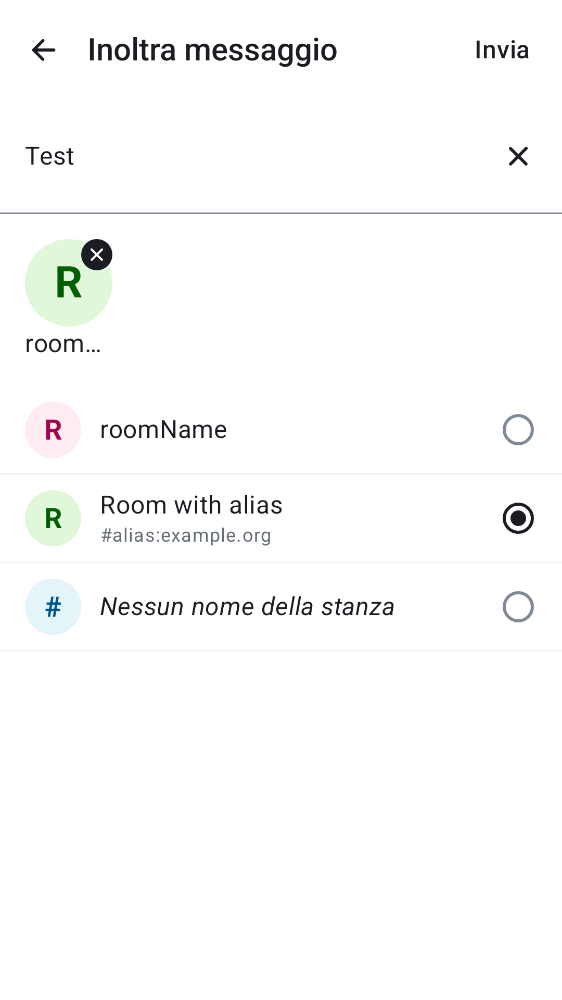 Inoltra messaggio
Invia
Test
R
room…
R
roomName
R
Room with alias
#alias:example.org
#
Nessun nome della stanza